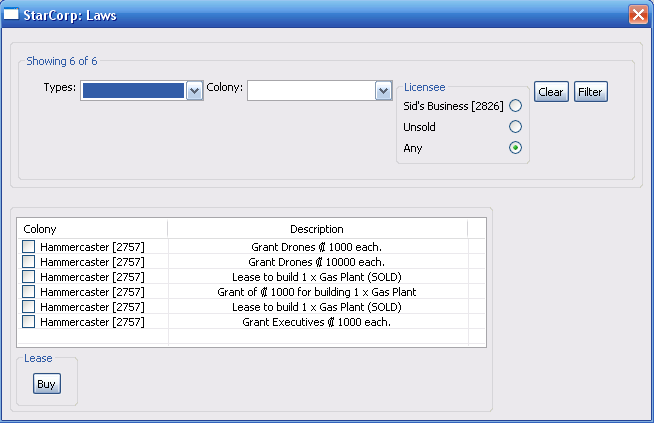 StarCorp: Laws
Showing 6 of 6
Types: Colony:
Licensee
Sid's Business [2826]
Unsold
Any
Clear Filter
Colony Description
Hammercaster [2757] Grant Drones ₡ 1000 each.
Hammercaster [2757] Grant Drones ₡ 10000 each.
Hammercaster [2757] Lease to build 1 x Gas Plant (SOLD)
Hammercaster [2757] Grant of ₡ 1000 for building 1 x Gas Plant
Hammercaster [2757] Lease to build 1 x Gas Plant (SOLD)
Hammercaster [2757] Grant Executives ₡ 1000 each.
Lease
Buy